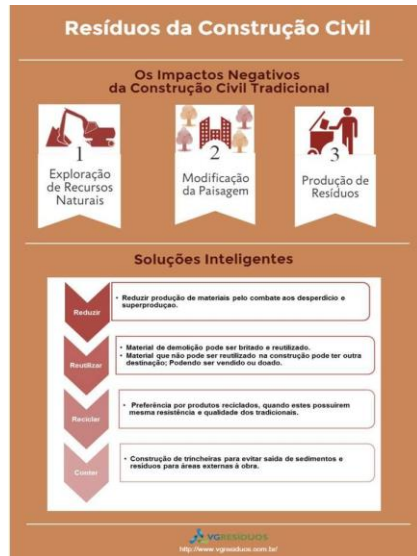 Resíduos da Construção Civil
Os Impactos Negativos
da Construção Civil Tradicional
1
Exploração
de Recursos
Naturais
2
Modificação
da Paisagem
3
Produção de
Resíduos
Soluções Inteligentes
Reduzir
• Reduzir produção de materiais pelo combate aos desperdício e
superproduçao.
Reutilizar
• Material de demolição pode ser britado e reutilizado.
• Material que não pode ser reutilizado na construção pode ter outra
destinação; Podendo ser vendido ou doado.
Reciclar
• Preferência por produtos reciclados, quando estes possuirem
mesma resistência e qualidade dos tradicionais.
Conter
• Construção de trincheiras para evitar saída de sedimentos e
resíduos para áreas externas à obra.
VGRESÍDUOS
http://www.vgresiduos.com.br/